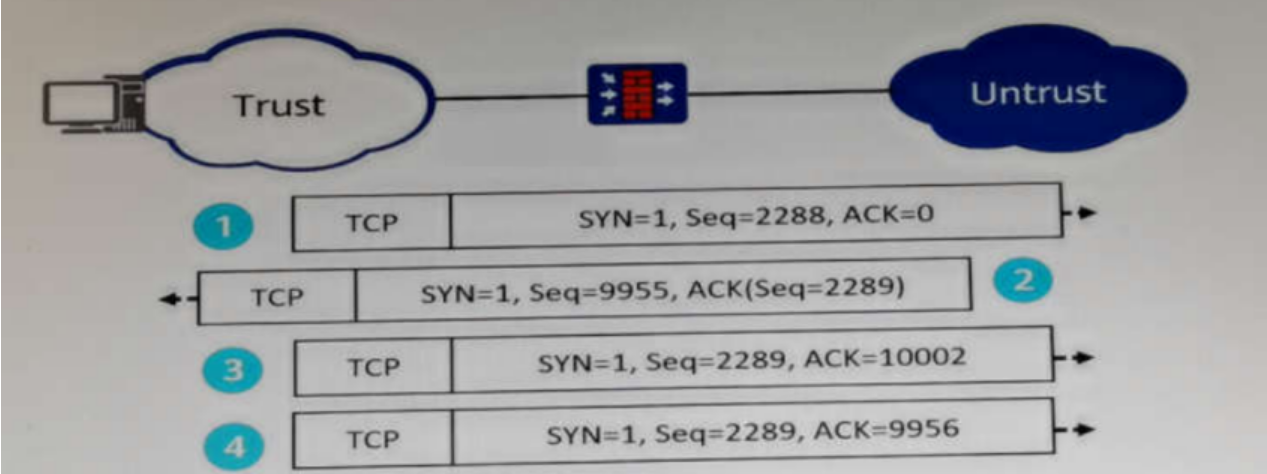 Trust
Untrust
1
TCP
SYN=1, Seq=2288, ACK=0
TCP
SYN=1, Seq=9955, ACK(Seq=2289)
2
3
TCP
SYN=1, Seq=2289, ACK=10002
4
TCP
SYN=1, Seq=2289, ACK=9956